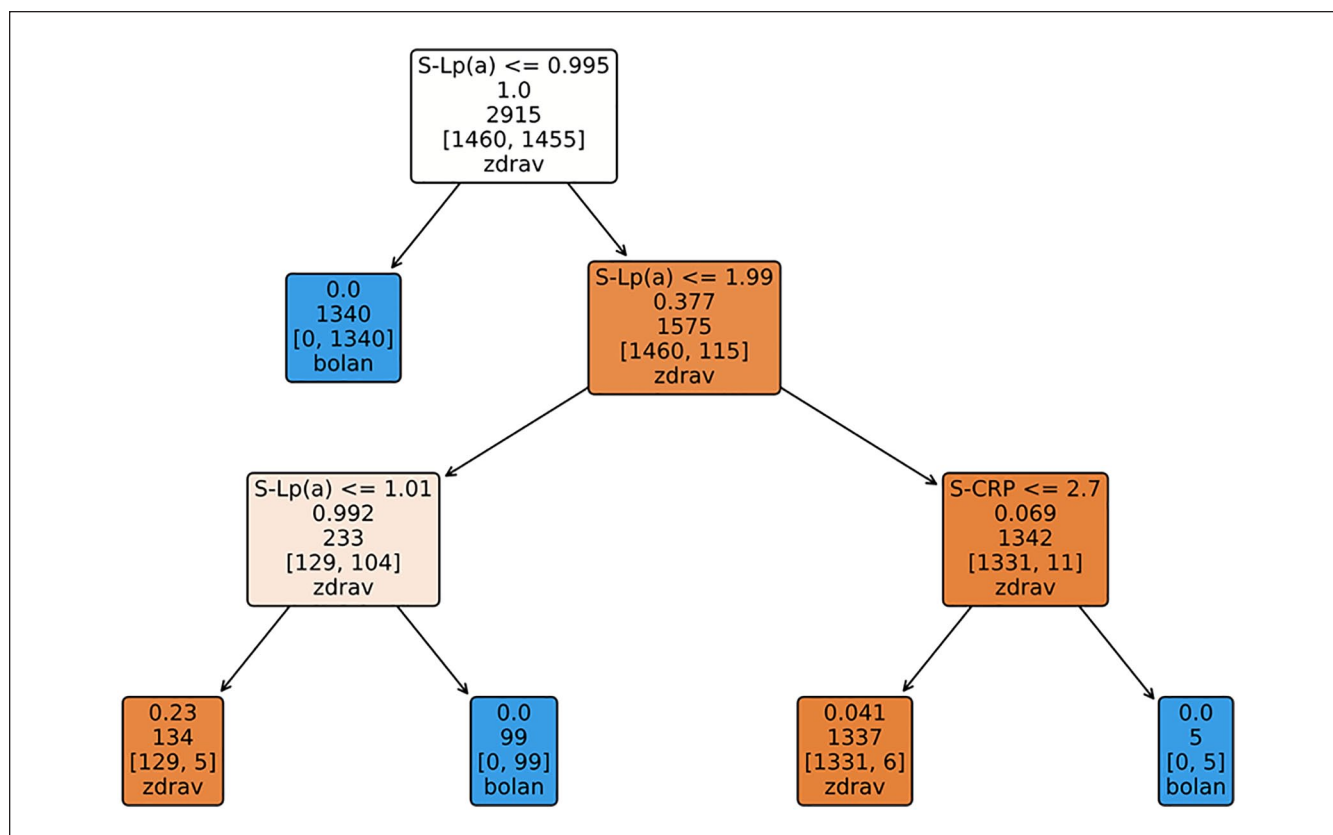 S-Lp(a) <= 0.995
1.0
2915
[1460, 1455]
zdrav
0.0
1340
[0, 1340]
bolan
S-Lp(a) <= 1.99
0.377
1575
[1460, 115]
zdrav
S-Lp(a) <= 1.01
0.992
233
[129, 104]
zdrav
S-CRP <= 2.7
0.069
1342
[1331, 11]
zdrav
0.23
134
[129, 5]
zdrav
0.0
99
[0, 99]
bolan
0.041
1337
[1331, 6]
zdrav
0.0
5
[0, 5]
bolan